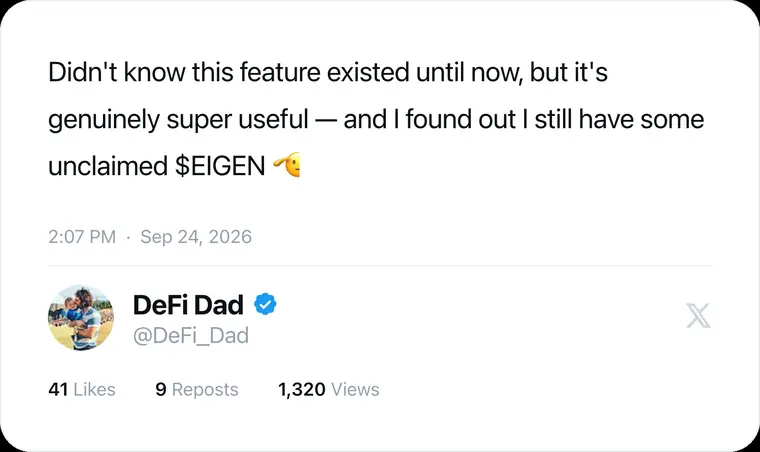 Didn't know this feature existed until now, but it's
genuinely super useful — and I found out I still have some
unclaimed $EIGEN 🫡
2:07 PM · Sep 24, 2026
DeFi Dad
@DeFi_Dad
41 Likes 9 Reposts 1,320 Views